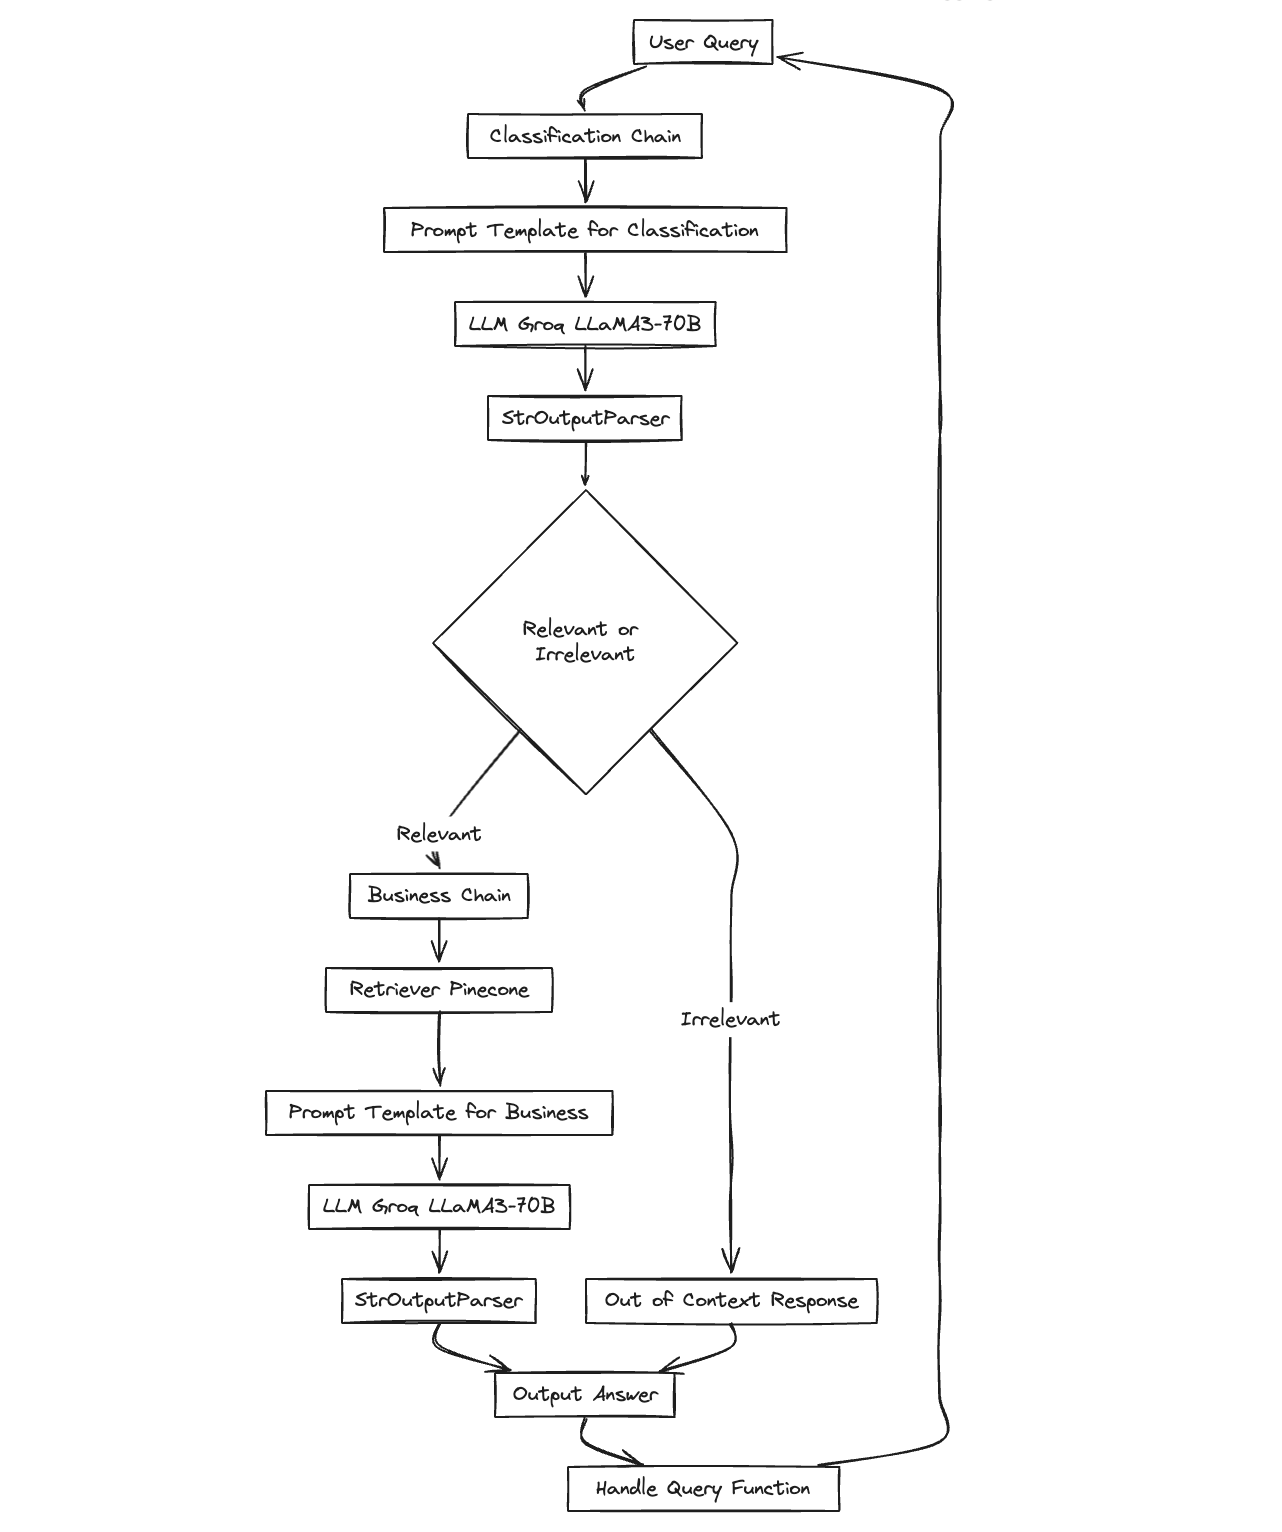 User Query
Classification Chain
Prompt Template for Classification
LLM Groq LLaMA3-70B
StrOutputParser
Relevant or
Irrelevant
Relevant
Business Chain
Retriever Pinecone
Irrelevant
Prompt Template for Business
LLM Groq LLaMA3-70B
StrOutputParser
Out of Context Response
Output Answer
Handle Query Function